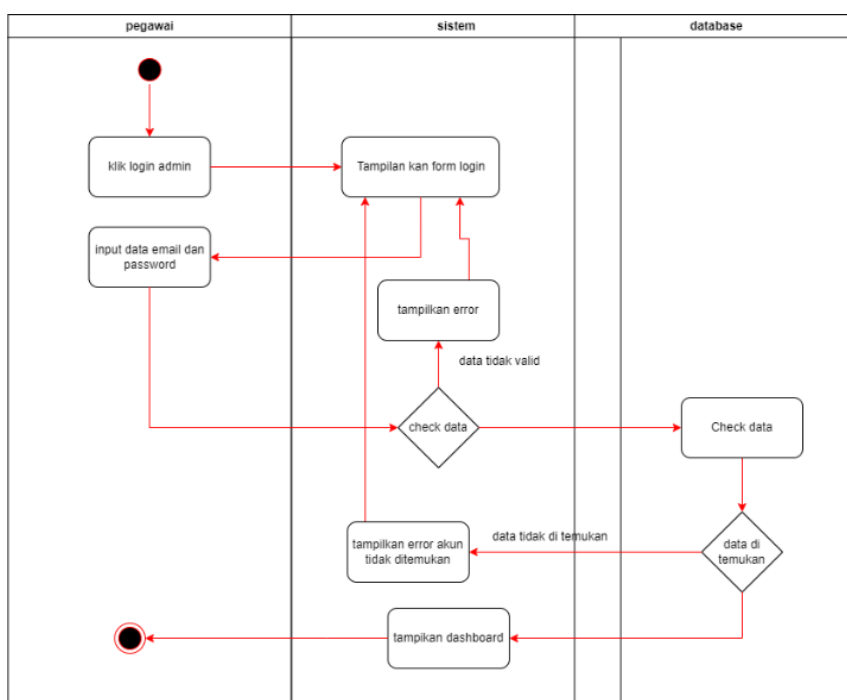 pegawai
sistem
database
klik login admin
Tampilan kan form login
input data email dan
password
tampilkan error
data tidak valid
check data
Check data
data tidak di temukan
data di
temukan
tampilkan error akun
tidak ditemukan
tampikan dashboard